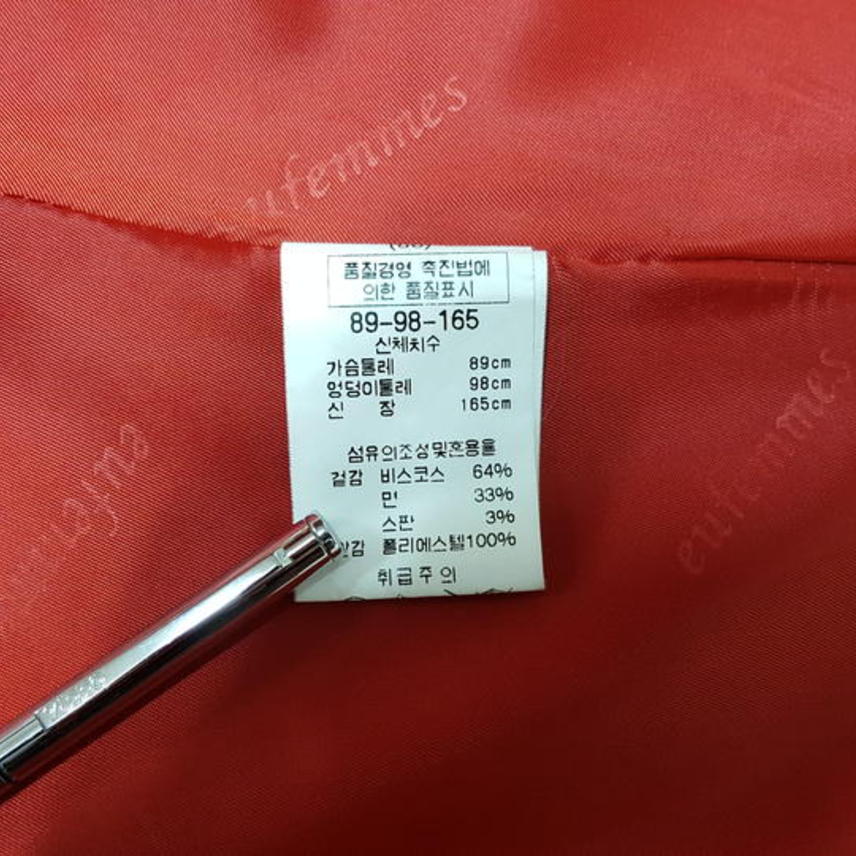 eufemmes
품질경영 촉진법에
의한 품질표시
89-98-165
신체치수
가슴둘레 89cm
엉덩이둘레 98cm
신 장 165cm
섬유의조성및혼용율
겉감 비스코스 64%
면 33%
스판 3%
안감 폴리에스텔100%
취급주의
eufemmes